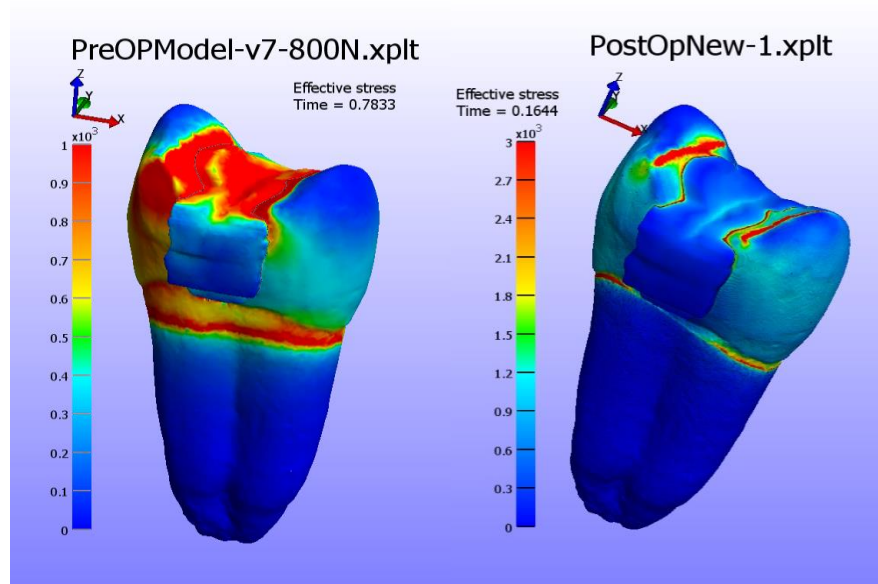 PreOPModel-v7-800N.xplt
Effective stress
Time = 0.7833
Z
Y
X
x10³
1
0.9
0.8
0.7
0.6
0.5
0.4
0.3
0.2
0.1
0
PostOpNew-1.xplt
Effective stress
Time = 0.1644
Z
Y
X
x10³
3
2.7
2.4
2.1
1.8
1.5
1.2
0.9
0.6
0.3
0